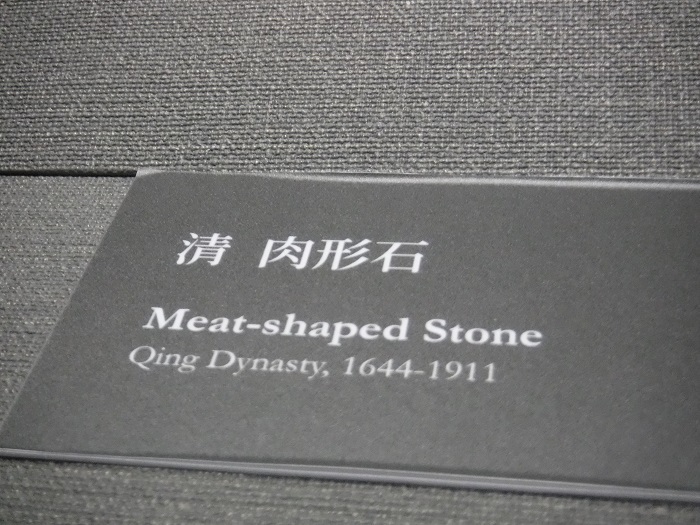 清 肉形石
Meat-shaped Stone
Qing Dynasty, 1644-1911